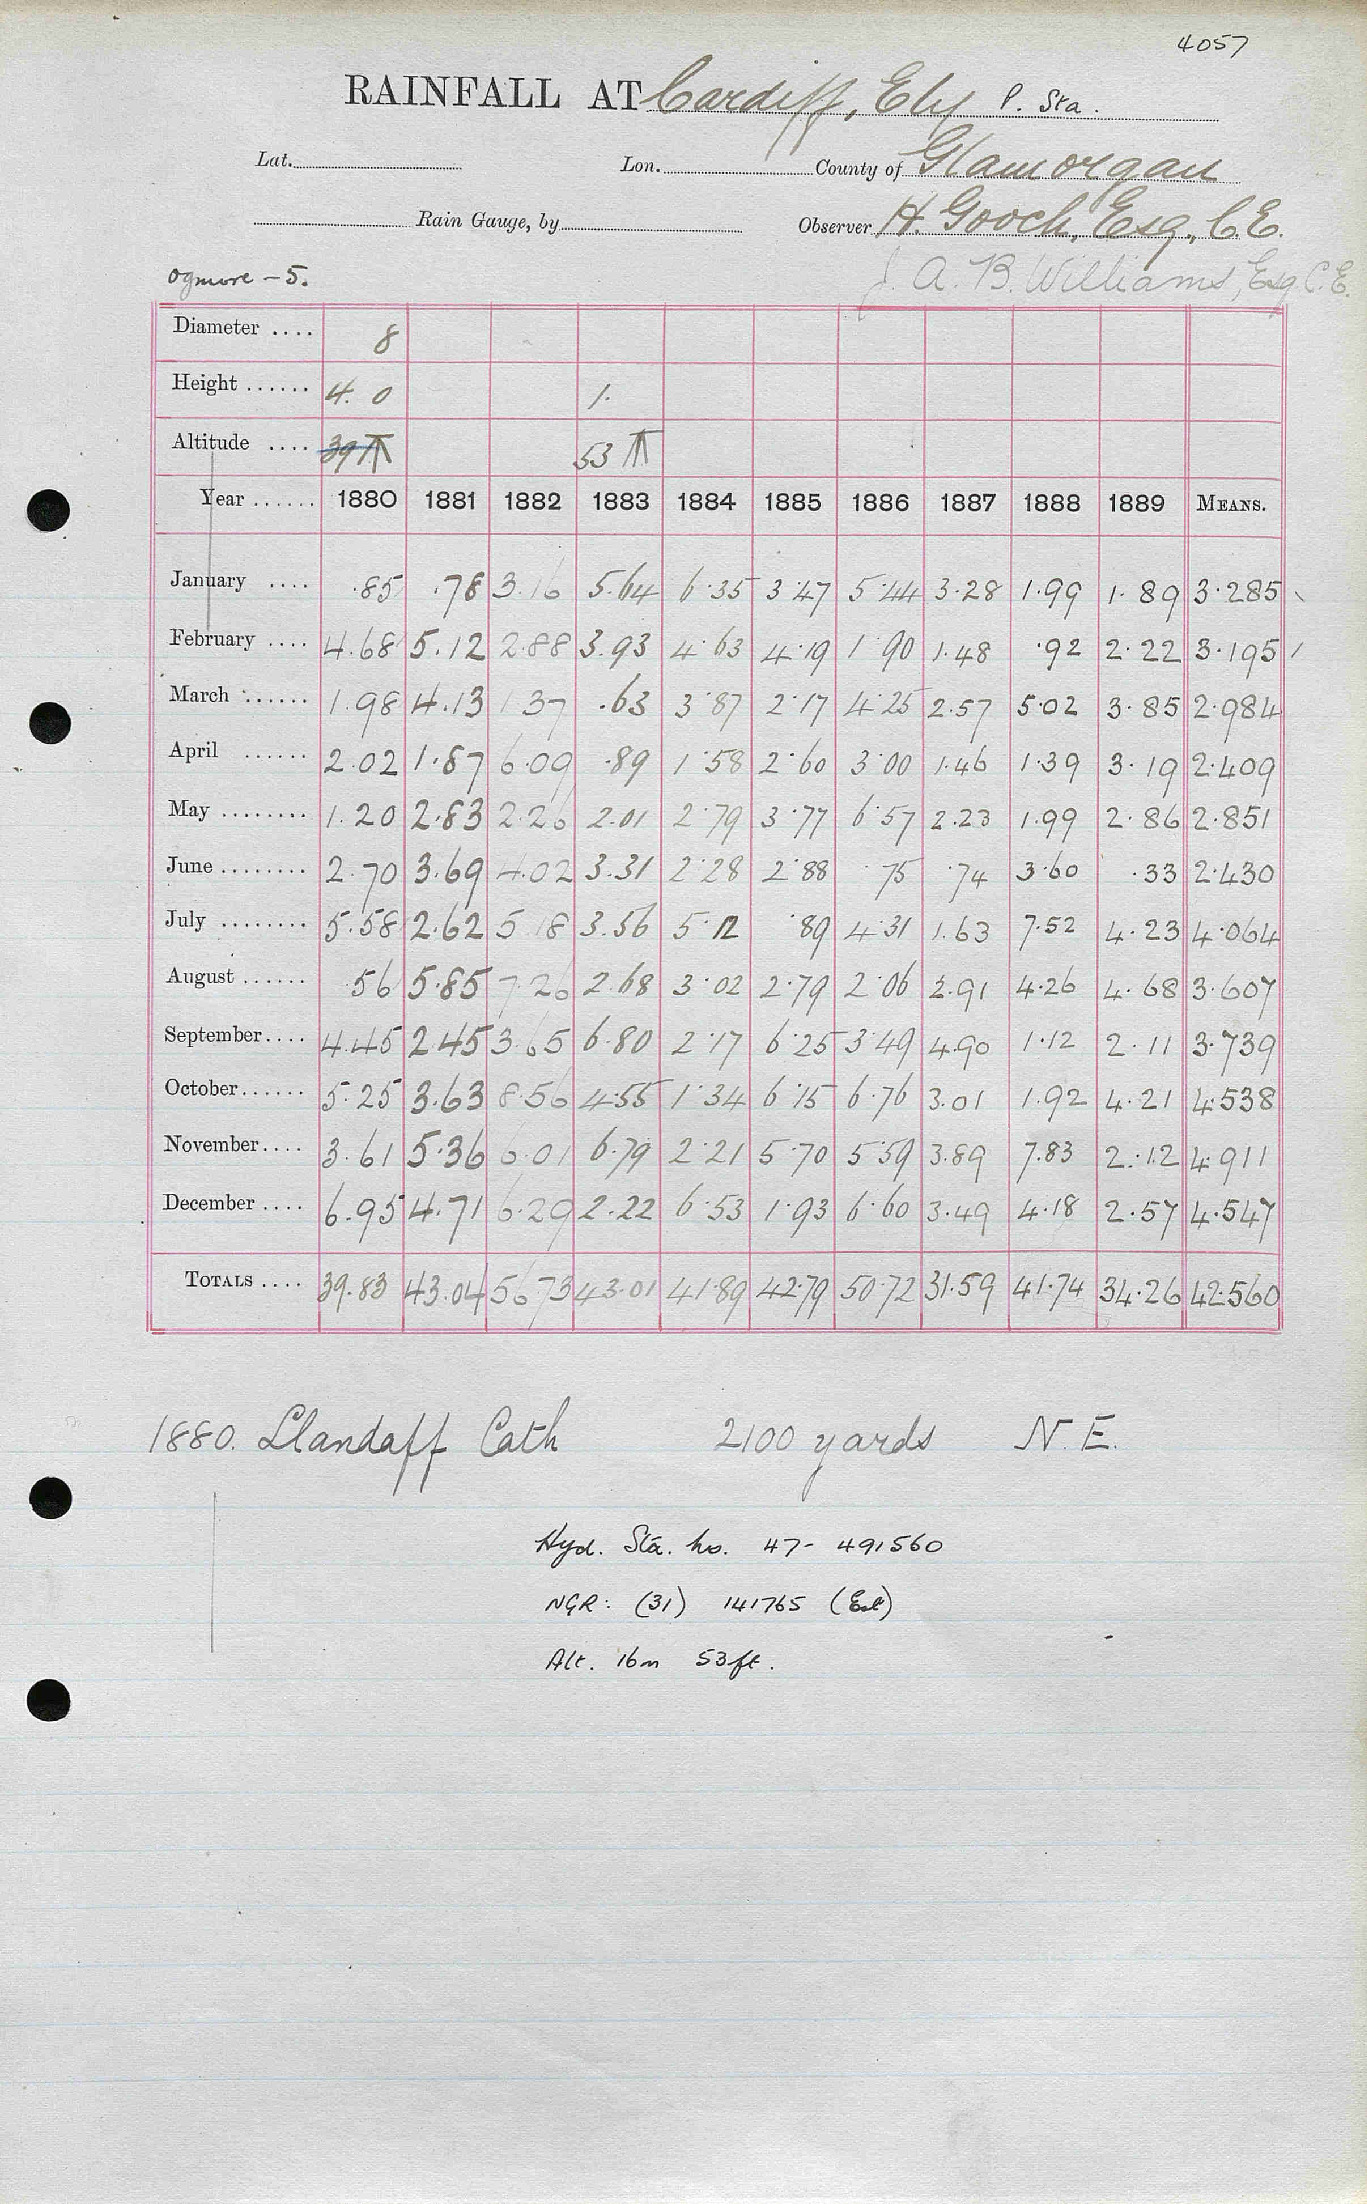 4057
RAINFALL AT Cardiff, Ely P. Sta.
Lat. Lon. County of Glamorgan
Rain Gauge, by Observer H. Gooch, Esq., C.E.
Ogmore - 5. J. A. B. Williams, Esq. C.E.
Diameter .... 8
Height ...... 4. 0 1.
Altitude .... 39 53
Year ...... 1880 1881 1882 1883 1884 1885 1886 1887 1888 1889 MEANS.
January .... .85 .78 3.16 5.64 6.35 3.47 5.44 3.28 1.99 1.89 3.285
February .... 4.68 5.12 2.88 3.93 4.63 4.19 1.90 1.48 .92 2.22 3.195
March ...... 1.98 4.13 1.37 .63 3.87 2.17 4.25 2.57 5.02 3.85 2.984
April ...... 2.02 1.87 6.09 .89 1.58 2.60 3.00 1.46 1.39 3.19 2.409
May ........ 1.20 2.83 2.26 2.01 2.79 3.77 6.57 2.23 1.99 2.86 2.851
June ........ 2.70 3.69 4.02 3.31 2.28 2.88 75 .74 3.60 .33 2.430
July ........ 5.58 2.62 5.18 3.56 5.12 .89 4.31 1.63 7.52 4.23 4.064
August ...... .56 5.85 7.26 2.68 3.02 2.79 2.06 2.91 4.26 4.68 3.607
September.... 4.45 2.45 3.65 6.80 2.17 6.25 3.49 4.90 1.12 2.11 3.739
October...... 5.25 3.63 8.56 4.55 1.34 6.15 6.76 3.01 1.92 4.21 4.538
November.... 3.61 5.36 6.01 6.79 2.21 5.70 5.59 3.89 7.83 2.12 4.911
December .... 6.95 4.71 6.29 2.22 6.53 1.93 6.60 3.49 4.18 2.57 4.547
TOTALS .... 39.83 43.04 56.73 43.01 41.89 42.79 50.72 31.59 41.74 34.26 42.560
1880. Llandaff Cath 2100 yards N.E.
Hyd. Sta. no. 47- 491560
NGR: (31) 141765 (Est)
Alt. 16m 53ft.